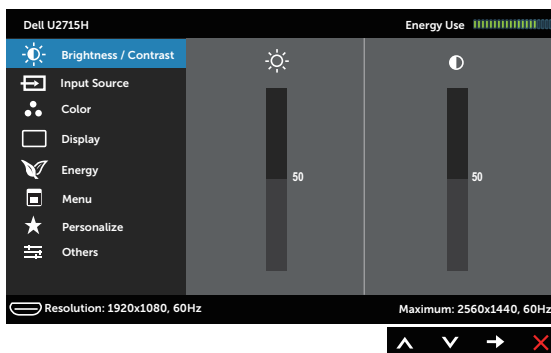 Dell U2715H
Energy Use
Brightness / Contrast
Input Source
Color
Display
Energy
Menu
Personalize
Others
50
50
Resolution: 1920x1080, 60Hz
Maximum: 2560x1440, 60Hz